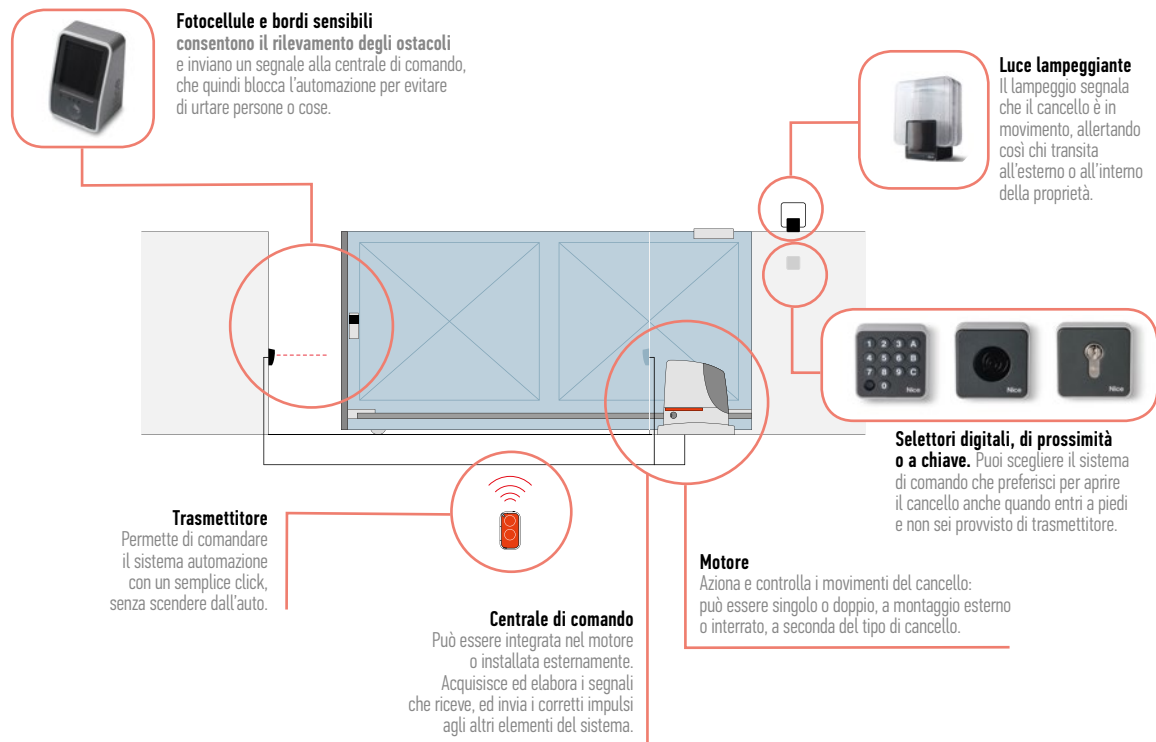 Fotocellule e bordi sensibili
consentono il rilevamento degli ostacoli
e inviano un segnale alla centrale di comando,
che quindi blocca l'automazione per evitare
di urtare persone o cose.
Luce lampeggiante
Il lampeggio segnala
che il cancello è in
movimento, allertando
così chi transita
all'esterno o all'interno
della proprietà.
1 2 3 A
4 5 6 B
7 8 9 C
0
Nice
Nice
Nice
Selettori digitali, di prossimità
o a chiave. Puoi scegliere il sistema
di comando che preferisci per aprire
il cancello anche quando entri a piedi
e non sei provvisto di trasmettitore.
Trasmettitore
Permette di comandare
il sistema automazione
con un semplice click,
senza scendere dall'auto.
Centrale di comando
Può essere integrata nel motore
o installata esternamente.
Acquisisce ed elabora i segnali
che riceve, ed invia i corretti impulsi
agli altri elementi del sistema.
Motore
Aziona e controlla i movimenti del cancello:
può essere singolo o doppio, a montaggio esterno
o interrato, a seconda del tipo di cancello.